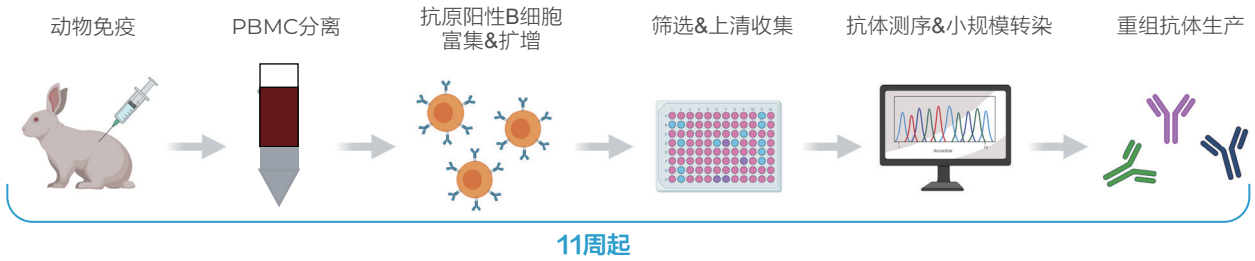 动物免疫
PBMC分离
抗原阳性B细胞
富集&扩增
筛选&上清收集
抗体测序&小规模转染
重组抗体生产
11周起